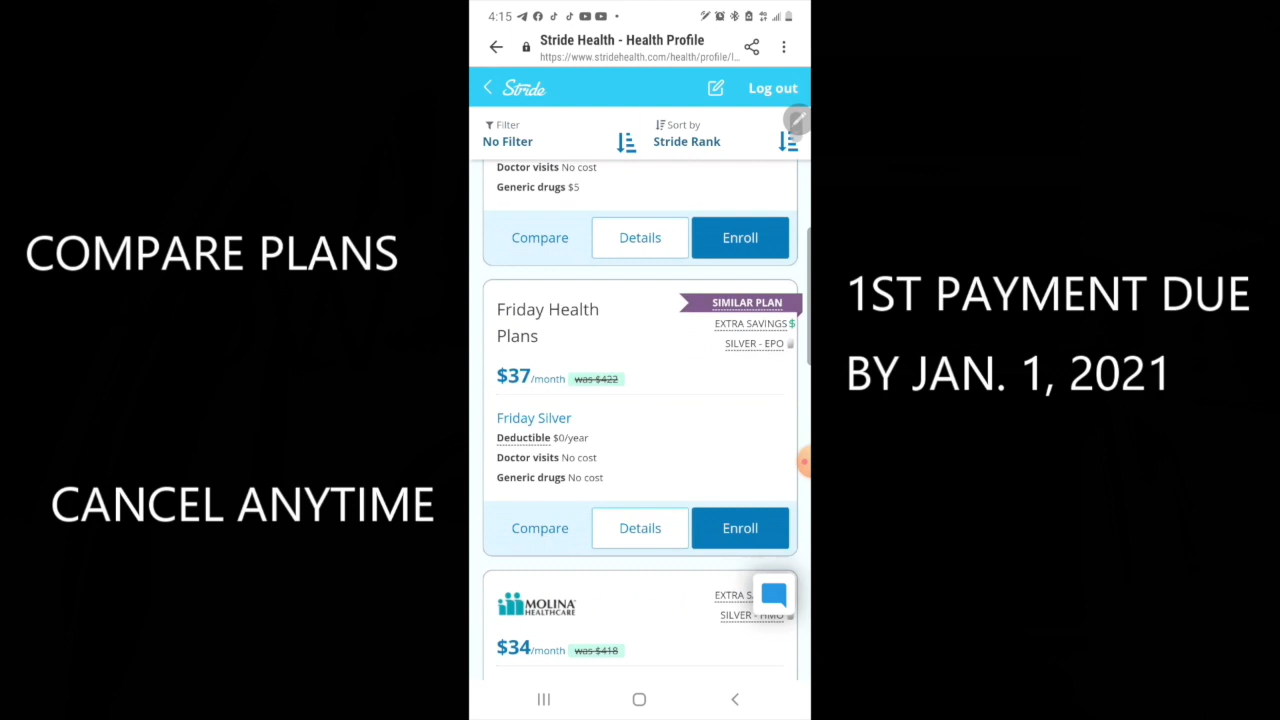 COMPARE PLANS
CANCEL ANYTIME
4:15
Stride Health - Health Profile
https://www.stridehealth.com/health/profile/l...
Stride
Log out
Filter
No Filter
Sort by
Stride Rank
Doctor visits No cost
Generic drugs $5
Compare
Details
Enroll
SIMILAR PLAN
Friday Health
Plans
EXTRA SAVINGS $
SILVER - EPO
$37/month was $422
Friday Silver
Deductible $0/year
Doctor visits No cost
Generic drugs No cost
Compare
Details
Enroll
MOLINA
HEALTHCARE
EXTRA
SILVER - HMO
$34/month was $418
1ST PAYMENT DUE
BY JAN. 1, 2021